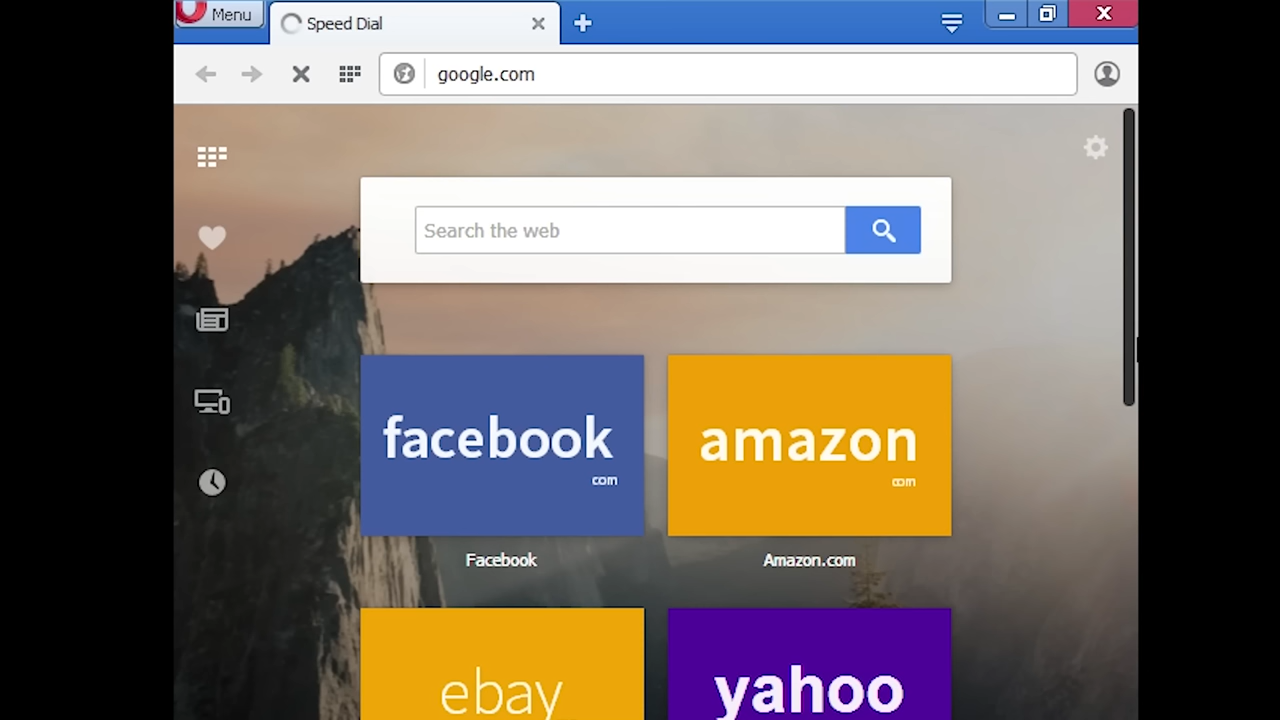 Menu
Speed Dial
google.com
Search the web
facebook
com
amazon
com
Facebook
Amazon.com
ebay
yahoo